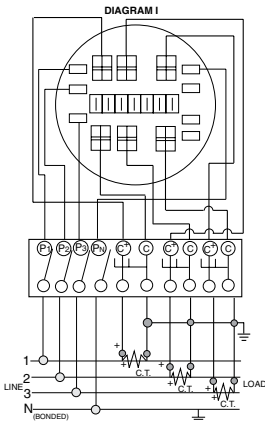 DIAGRAM I
P1 P2 P3 PN C+ C C+ C C+ C
1
+
C.T.
LINE 2 LOAD
+
C.T.
3
+
C.T.
N
(BONDED)